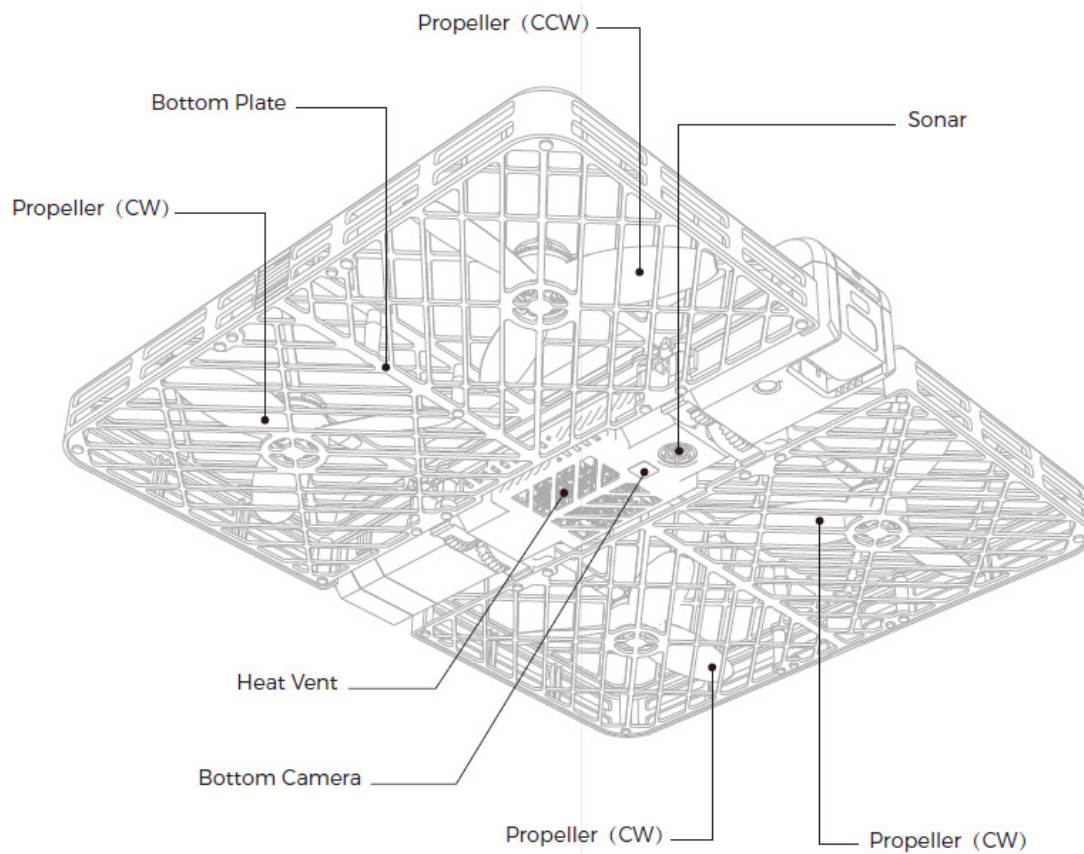 Propeller（CCW）
Bottom Plate
Sonar
Propeller（CW）
Heat Vent
Bottom Camera
Propeller（CW）
Propeller（CW）